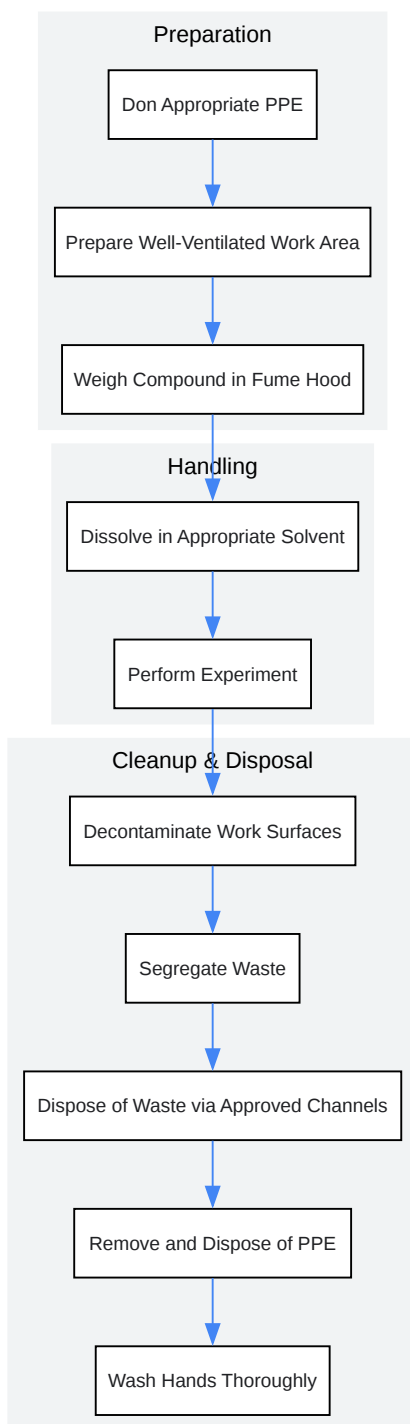 Preparation
Don Appropriate PPE
Prepare Well-Ventilated Work Area
Weigh Compound in Fume Hood
Handling
Dissolve in Appropriate Solvent
Perform Experiment
Cleanup & Disposal
Decontaminate Work Surfaces
Segregate Waste
Dispose of Waste via Approved Channels
Remove and Dispose of PPE
Wash Hands Thoroughly